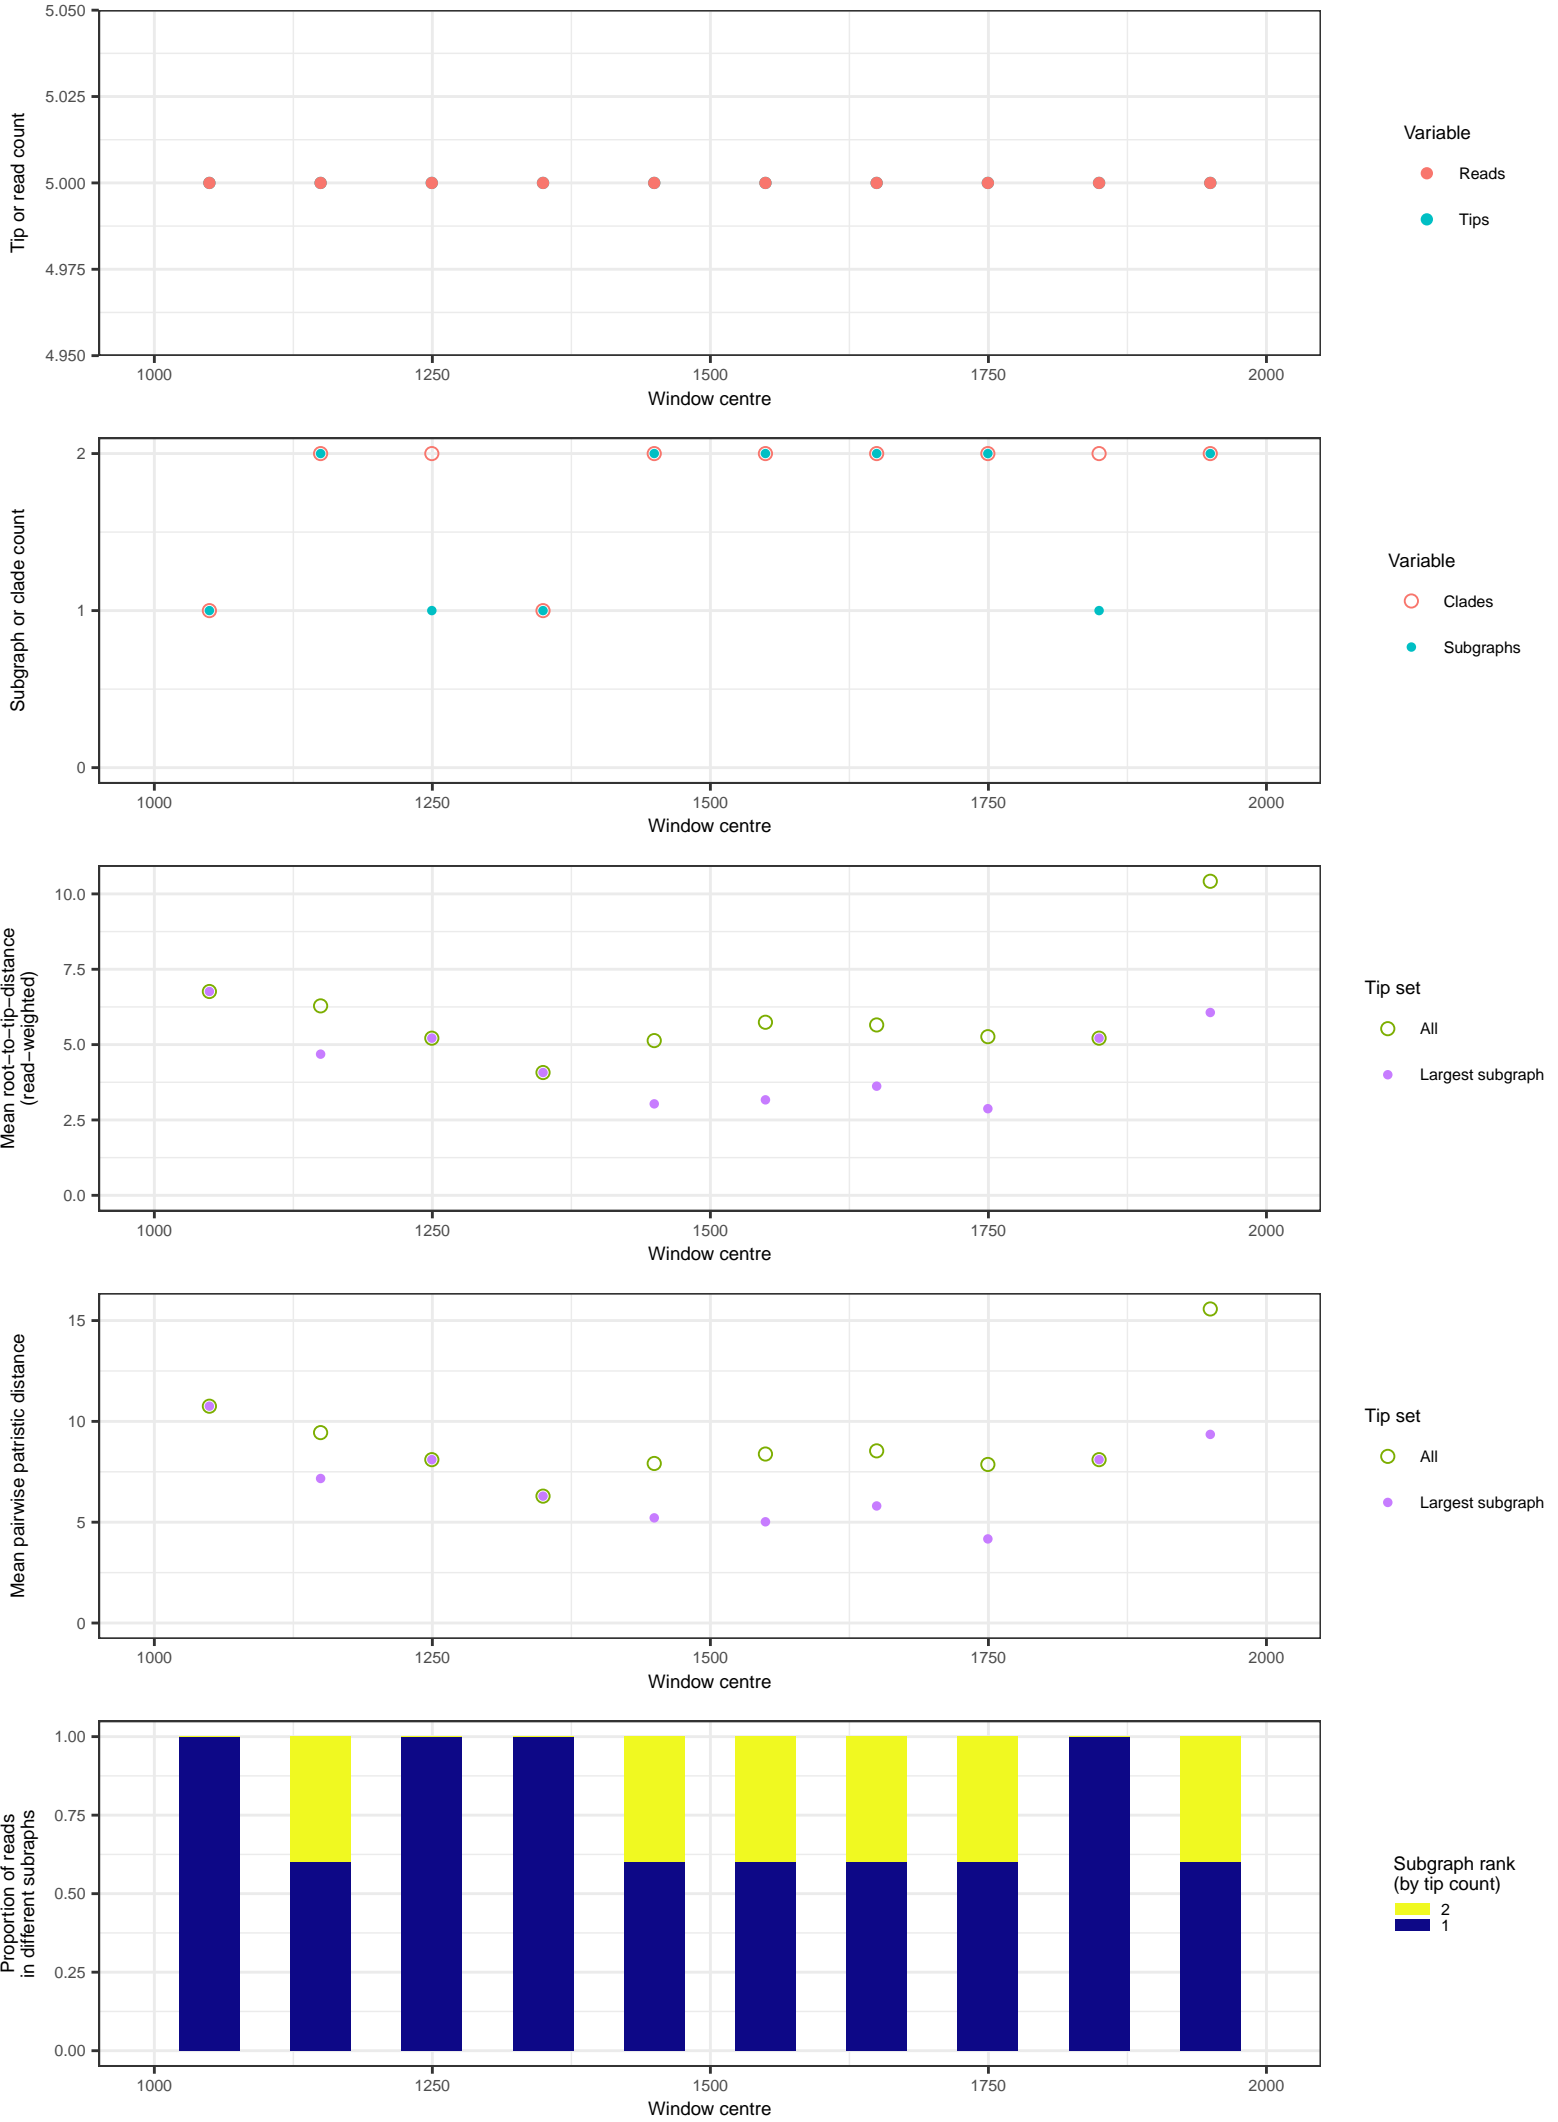 5.050
5.025
5.000
4.975
4.950
Tip or read count
1000 1250 1500 1750 2000
Window centre
Variable
Reads
Tips
2
1
0
Subgraph or clade count
1000 1250 1500 1750 2000
Window centre
Variable
Clades
Subgraphs
10.0
7.5
5.0
2.5
0.0
Mean root−to−tip−distance
(read−weighted)
1000 1250 1500 1750 2000
Window centre
Tip set
All
Largest subgraph
15
10
5
0
Mean pairwise patristic distance
1000 1250 1500 1750 2000
Window centre
Tip set
All
Largest subgraph
1.00
0.75
0.50
0.25
0.00
Proportion of reads
in different subraphs
1000 1250 1500 1750 2000
Window centre
Subgraph rank
(by tip count)
2
1